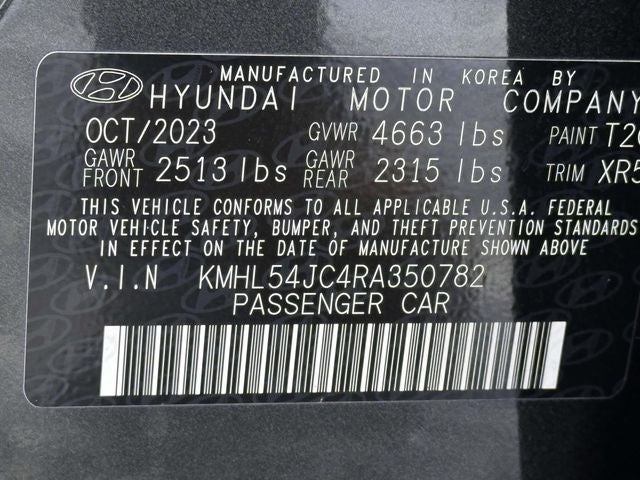 MANUFACTURED IN KOREA BY
HYUNDAI MOTOR COMPANY
OCT/2023 GVWR 4663 lbs PAINT
GAWR FRONT 2513 lbs GAWR REAR 2315 lbs TRIM
THIS VEHICLE CONFORMS TO ALL APPLICABLE U.S.A. FEDERAL
MOTOR VEHICLE SAFETY, BUMPER, AND THEFT PREVENTION STANDARDS
IN EFFECT ON THE DATE OF MANUFACTURE SHOWN ABOVE
V.I.N KMHL54JC4RA350782
PASSENGER CAR